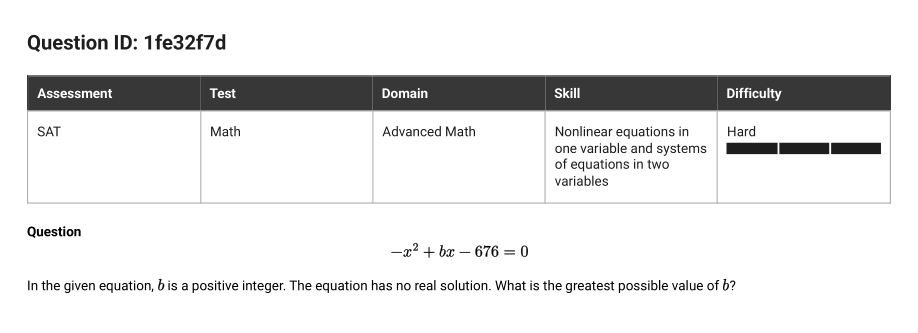 Question ID: 1fe32f7d
Assessment Test Domain Skill Difficulty
SAT Math Advanced Math Nonlinear equations in Hard
one variable and systems
of equations in two
variables
Question
−x² + bx − 676 = 0
In the given equation, b is a positive integer. The equation has no real solution. What is the greatest possible value of b?